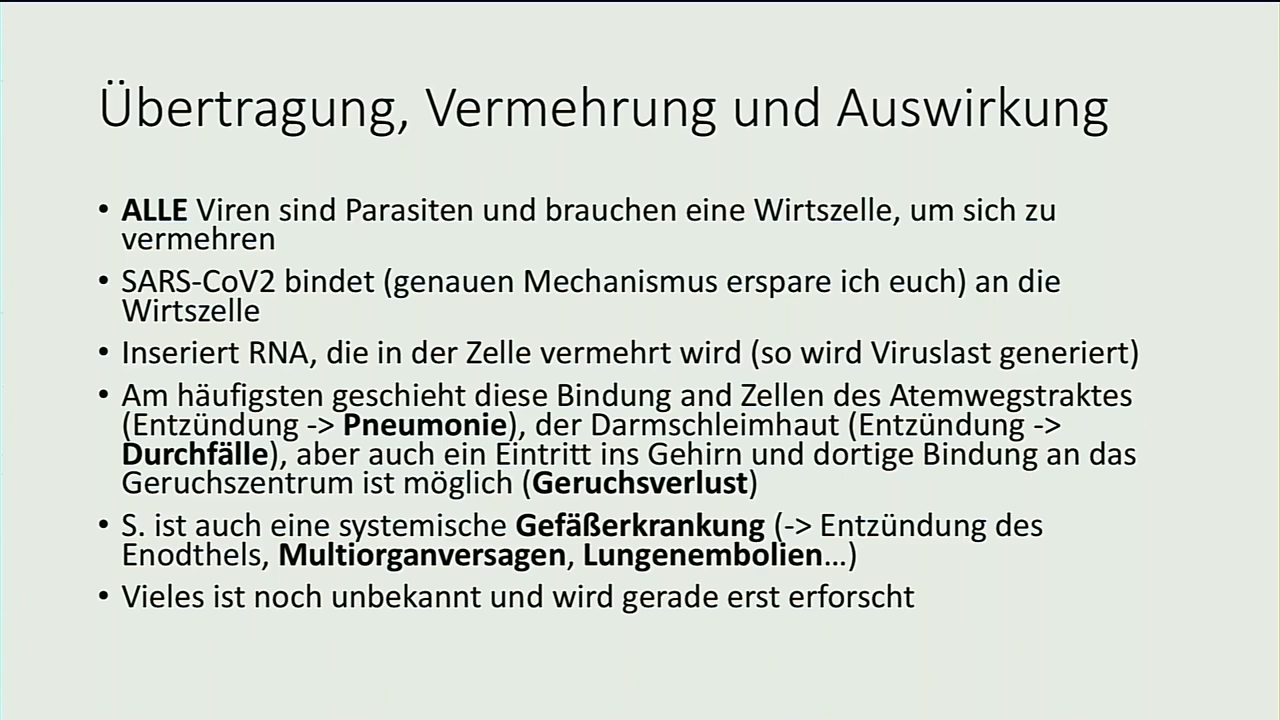 Übertragung, Vermehrung und Auswirkung
• ALLE Viren sind Parasiten und brauchen eine Wirtszelle, um sich zu
vermehren
• SARS-CoV2 bindet (genauen Mechanismus erspare ich euch) an die
Wirtszelle
• Inseriert RNA, die in der Zelle vermehrt wird (so wird Viruslast generiert)
• Am häufigsten geschieht diese Bindung and Zellen des Atemwegstraktes
(Entzündung -> Pneumonie), der Darmschleimhaut (Entzündung ->
Durchfälle), aber auch ein Eintritt ins Gehirn und dortige Bindung an das
Geruchszentrum ist möglich (Geruchsverlust)
• S. ist auch eine systemische Gefäßerkrankung (-> Entzündung des
Enodthels, Multiorganversagen, Lungenembolien…)
• Vieles ist noch unbekannt und wird gerade erst erforscht